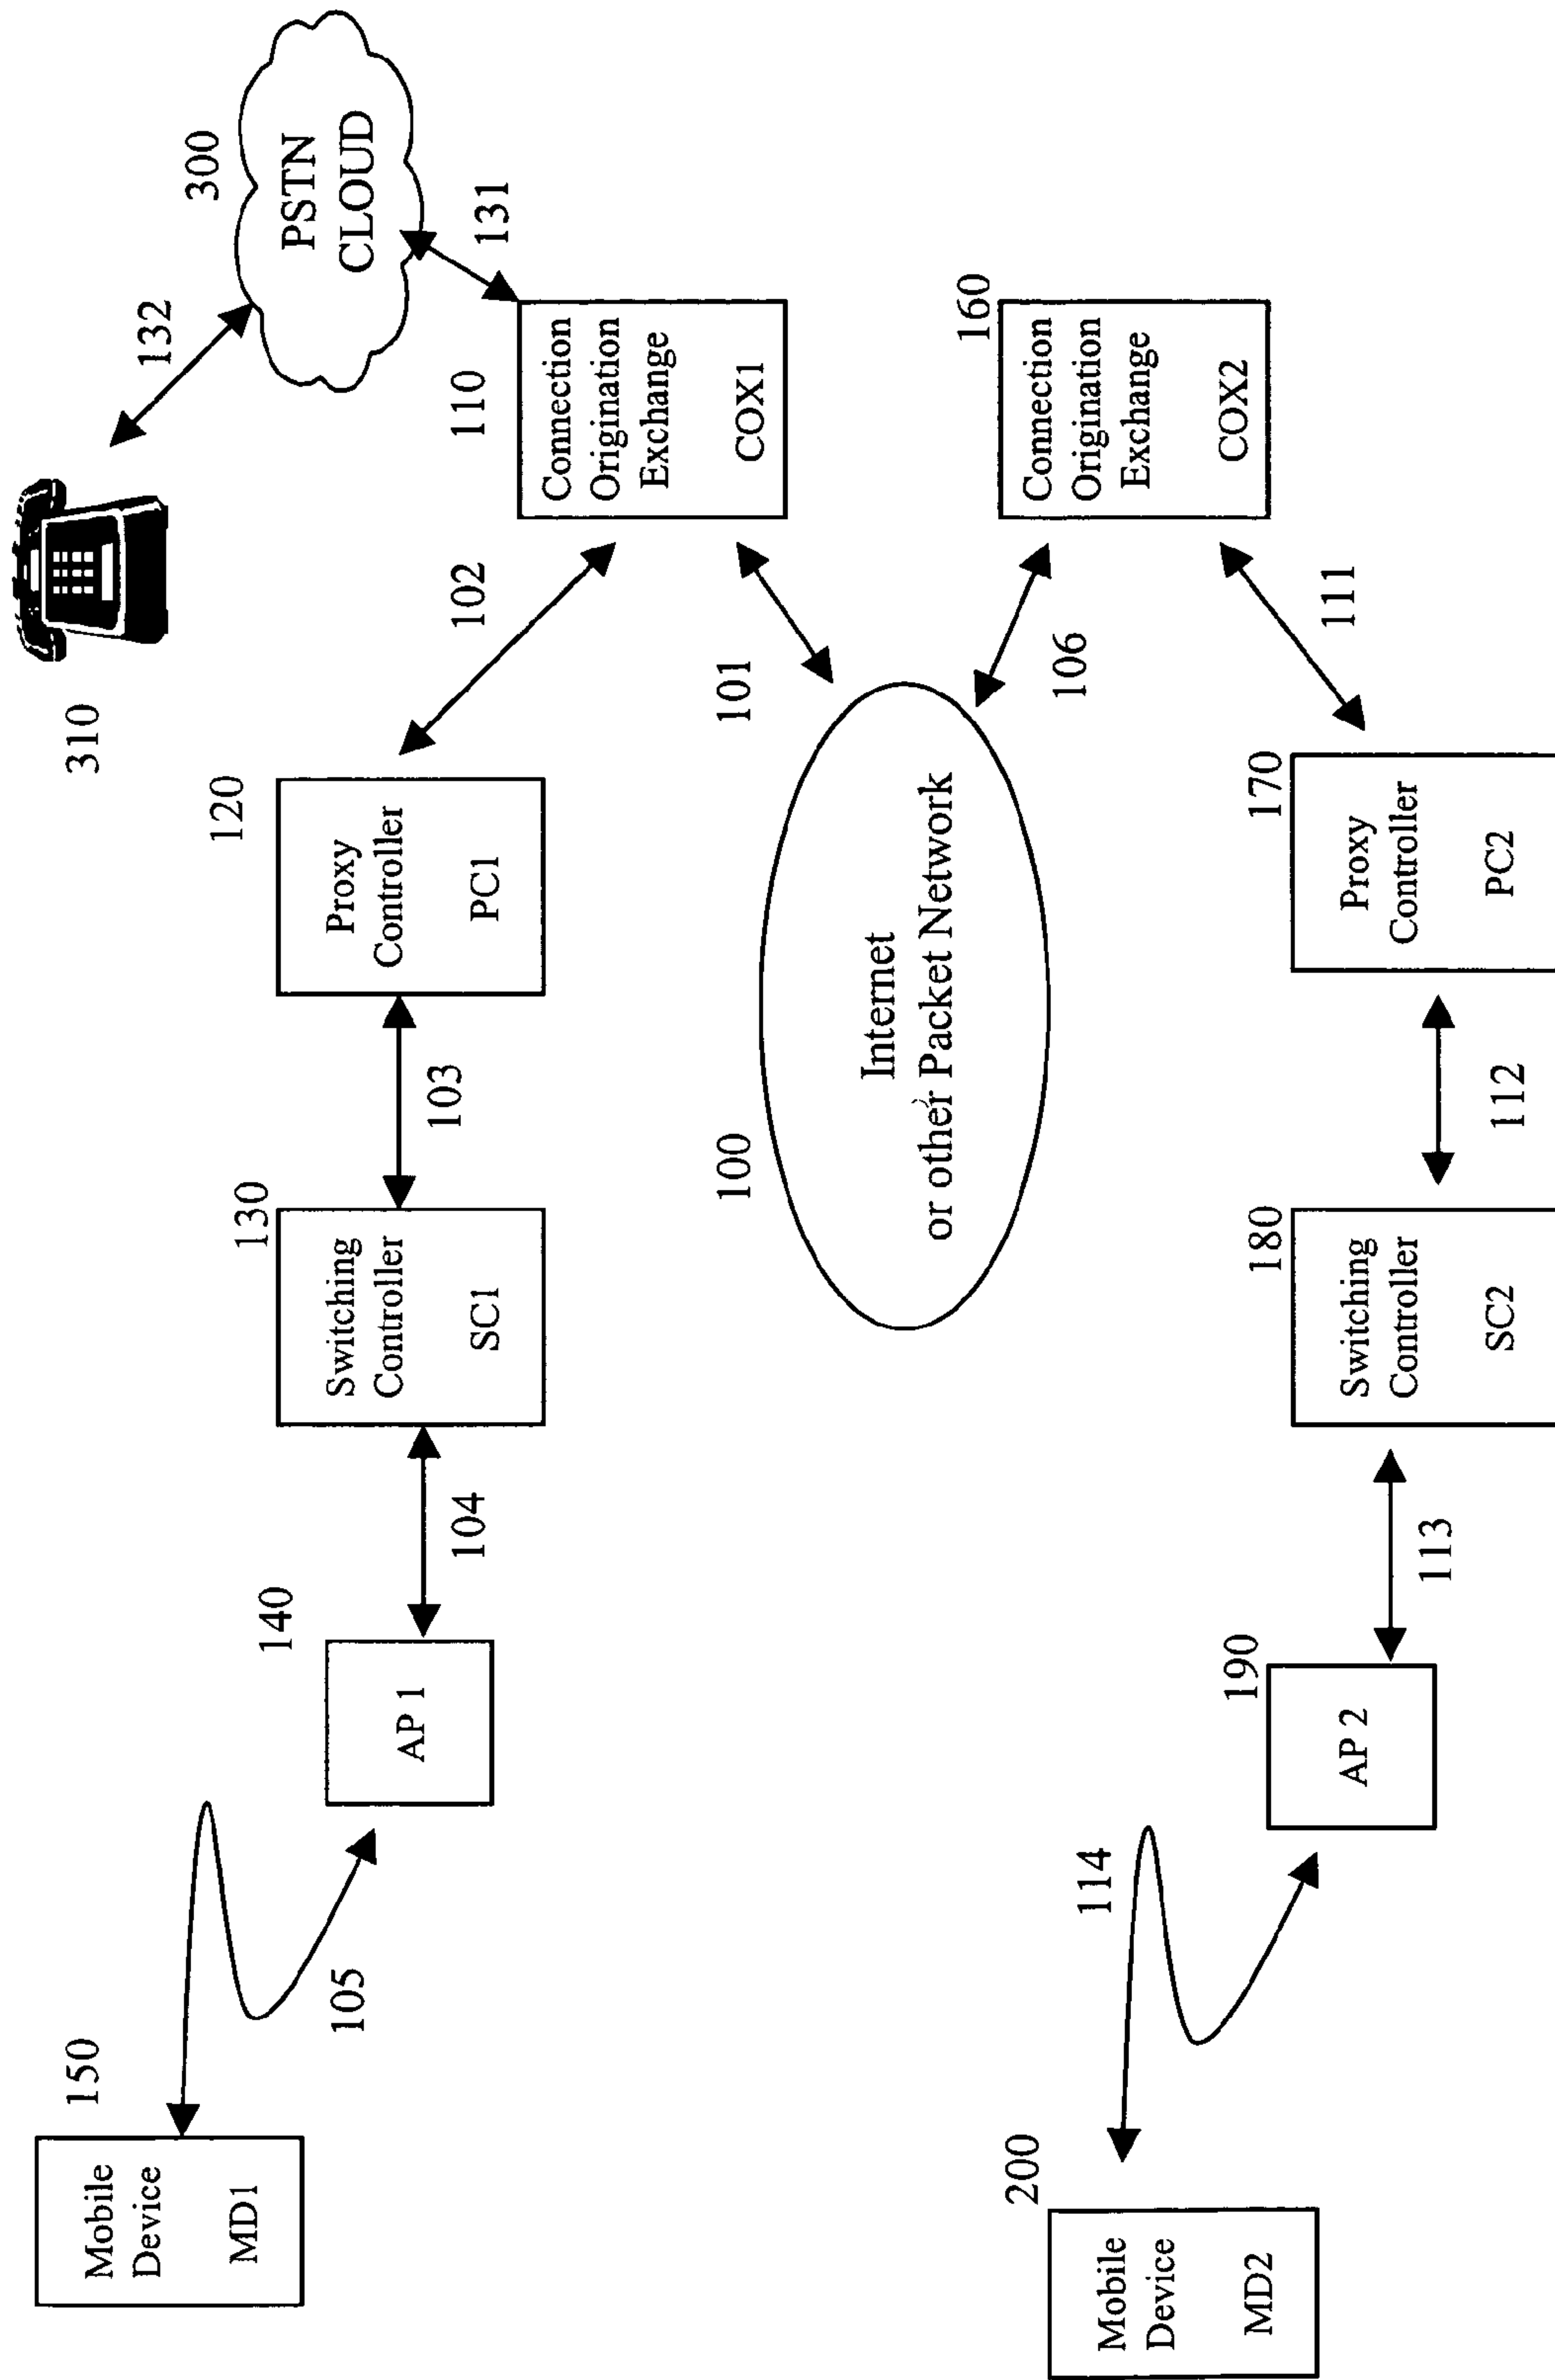 310
132
300
PSTN
CLOUD
131
150
Mobile
Device
MD1
105
140
AP 1
104
130
Switching
Controller
SC1
103
120
Proxy
Controller
PC1
102
110
Connection
Origination
Exchange
COX1
101
100
Internet
or other Packet Network
106
160
Connection
Origination
Exchange
COX2
111
200
Mobile
Device
MD2
114
190
AP 2
113
180
Switching
Controller
SC2
112
170
Proxy
Controller
PC2